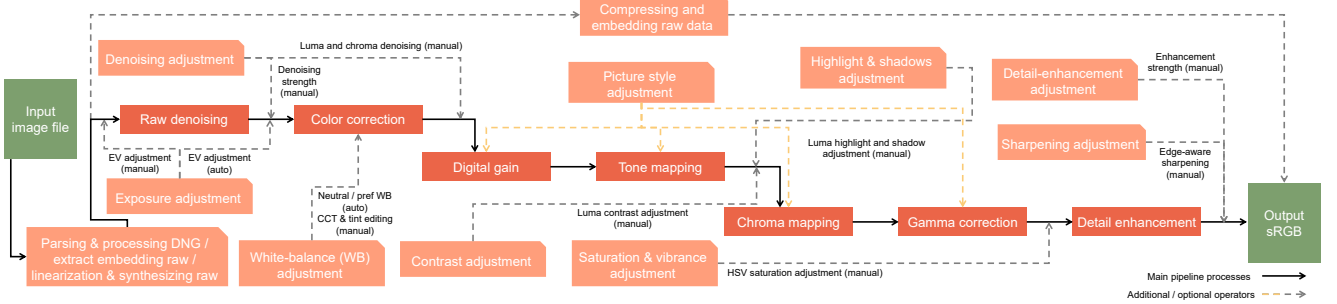 Compressing and
embedding raw data
Luma and chroma denoising (manual)
Denoising adjustment
Denoising
strength
(manual)
Picture style
adjustment
Highlight & shadows
adjustment
Enhancement
strength (manual)
Detail-enhancement
adjustment
Input
image file
Raw denoising
Color correction
EV adjustment
(manual)
EV adjustment
(auto)
Digital gain
Tone mapping
Luma highlight and shadow
adjustment (manual)
Sharpening adjustment
Edge-aware
sharpening
(manual)
Exposure adjustment
Neutral / pref WB
(auto)
CCT & tint editing
(manual)
Luma contrast adjustment
(manual)
Chroma mapping
Gamma correction
Detail enhancement
Output
sRGB
Parsing & processing DNG /
extract embedding raw /
linearization & synthesizing raw
White-balance (WB)
adjustment
Contrast adjustment
Saturation & vibrance
adjustment
HSV saturation adjustment (manual)
Main pipeline processes
Additional / optional operators